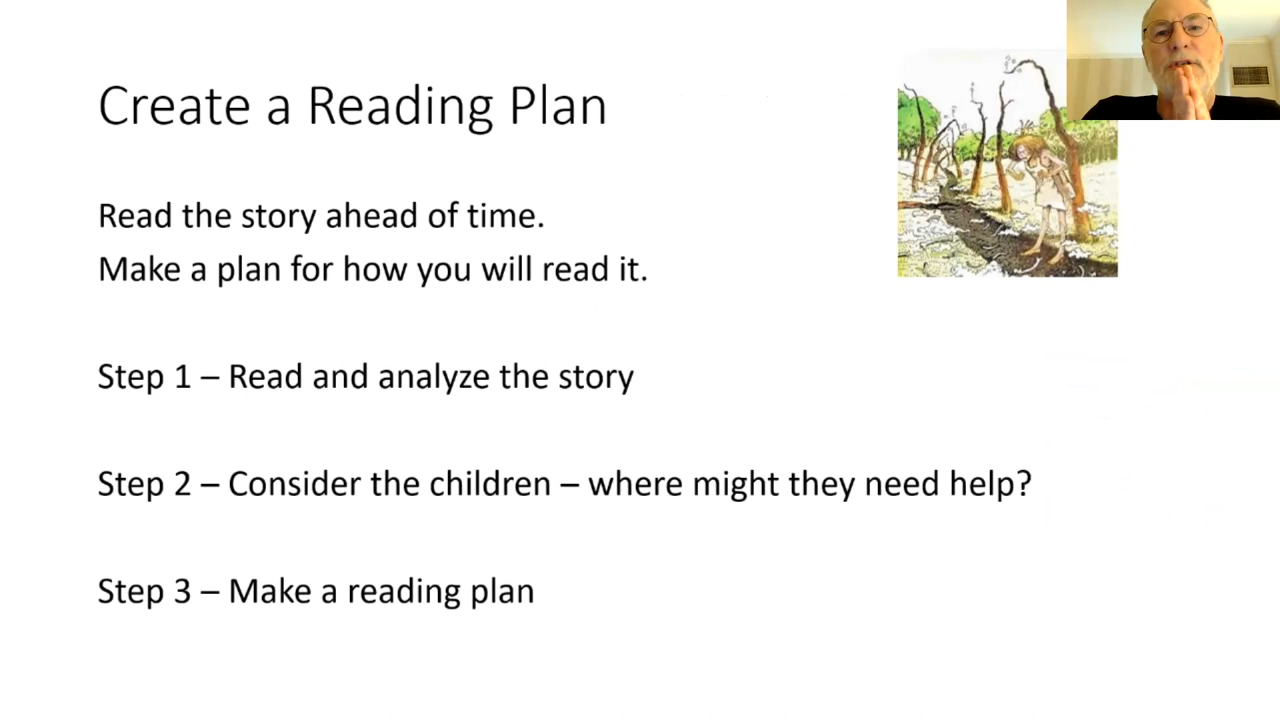 Create a Reading Plan
Read the story ahead of time.
Make a plan for how you will read it.
Step 1 – Read and analyze the story
Step 2 – Consider the children – where might they need help?
Step 3 – Make a reading plan